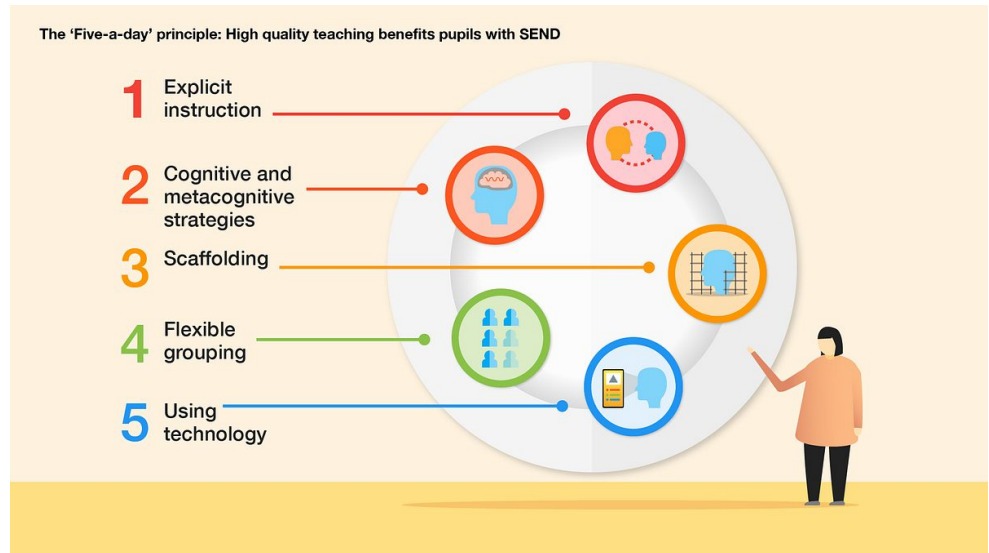 The ‘Five-a-day’ principle: High quality teaching benefits pupils with SEND
1 Explicit
instruction
2 Cognitive and
metacognitive
strategies
3 Scaffolding
4 Flexible
grouping
5 Using
technology